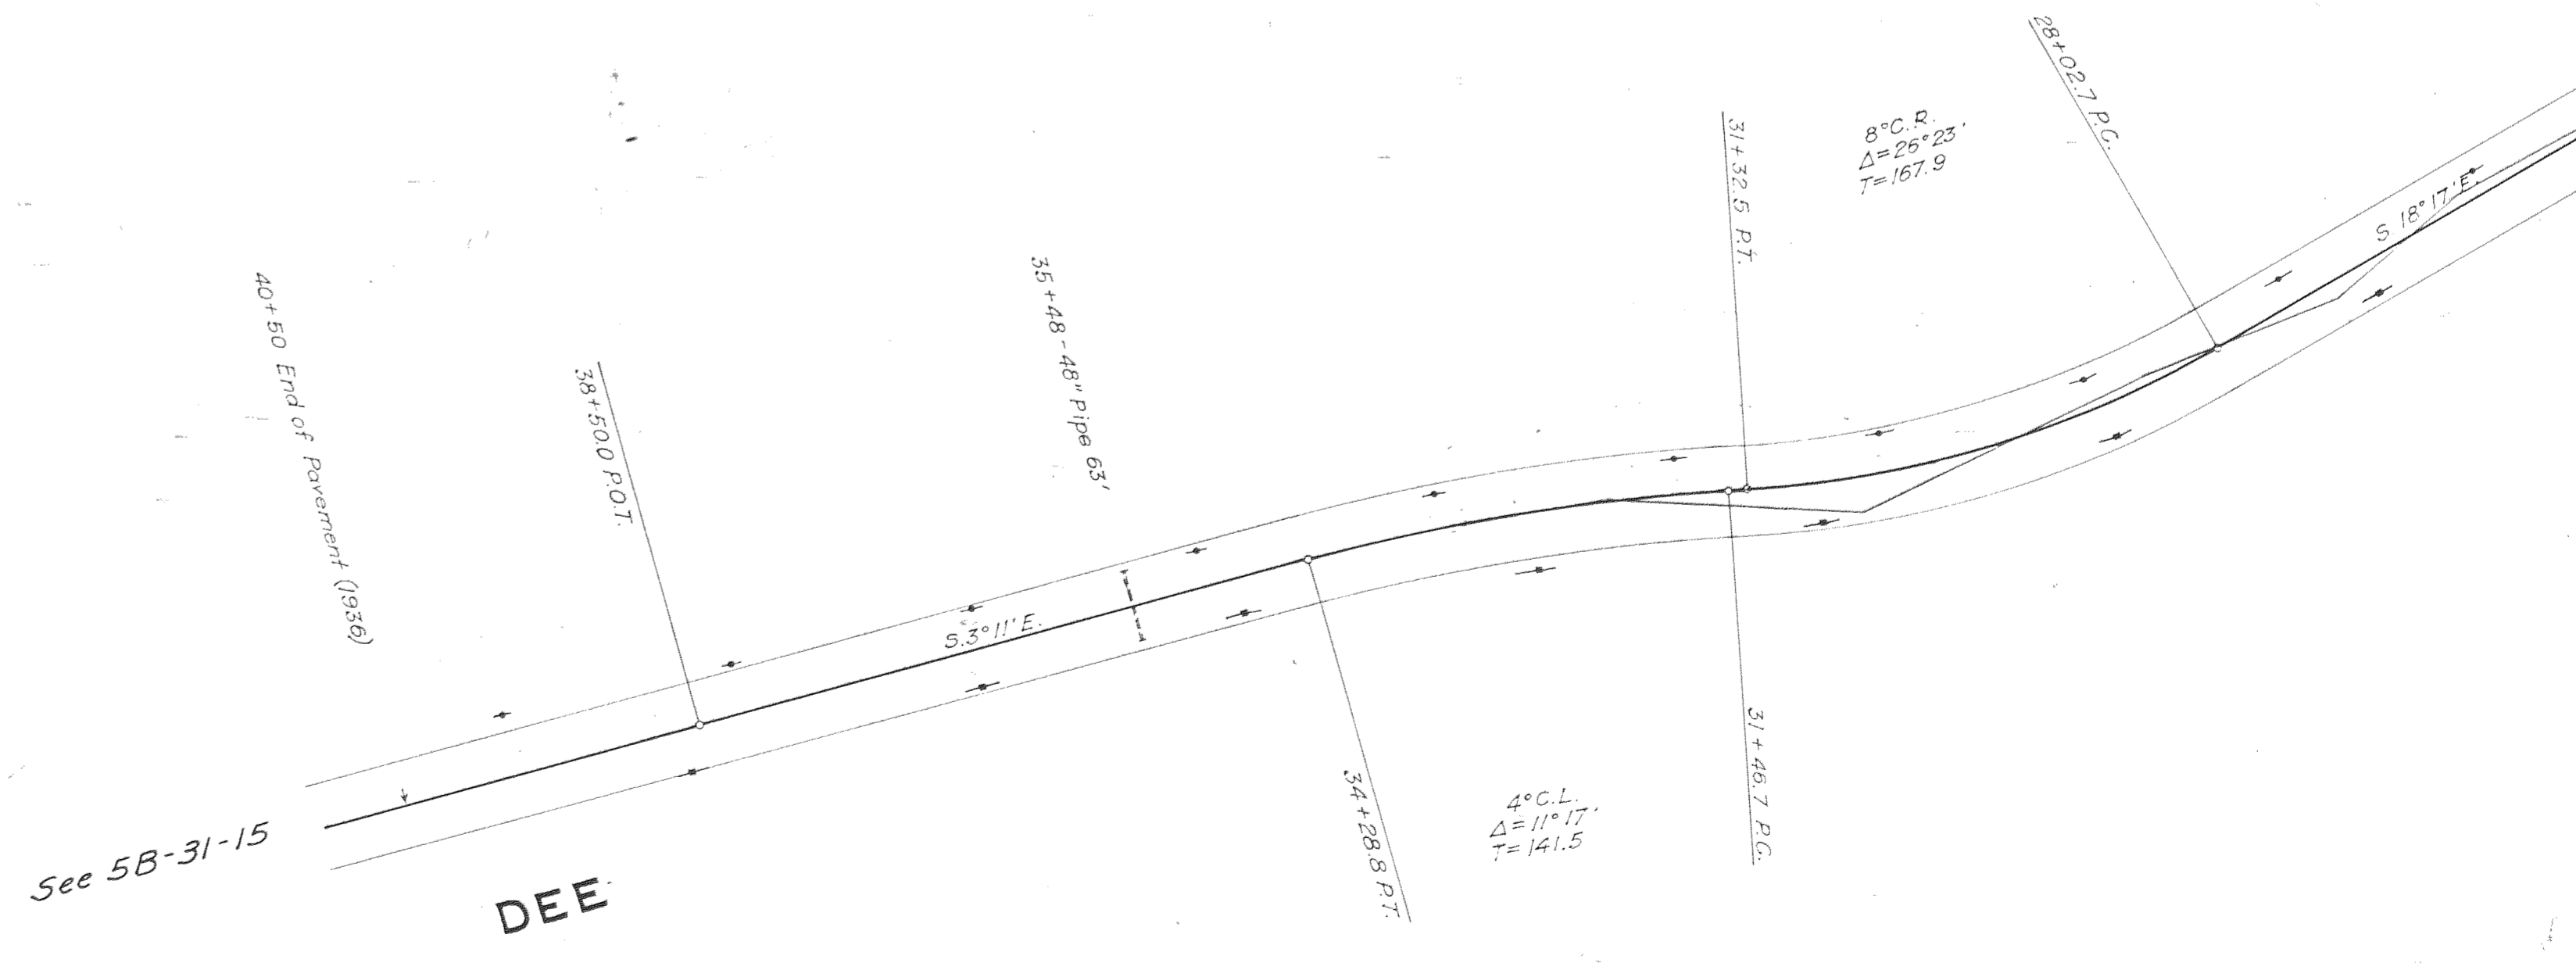 40+50 End of Pavement (1936)
38+50.0 P.O.T.
35+48-48" Pipe 63'
31+32.5 P.T.
8°C.R.
Δ=26°23'
T=167.9
28+02.7 P.C.
S. 18°17'E.
S.3°11'E.
34+28.8 P.T.
4°C.L.
Δ=11°17'
T=141.5
31+46.7 P.C.
See 5B-31-15
DEE